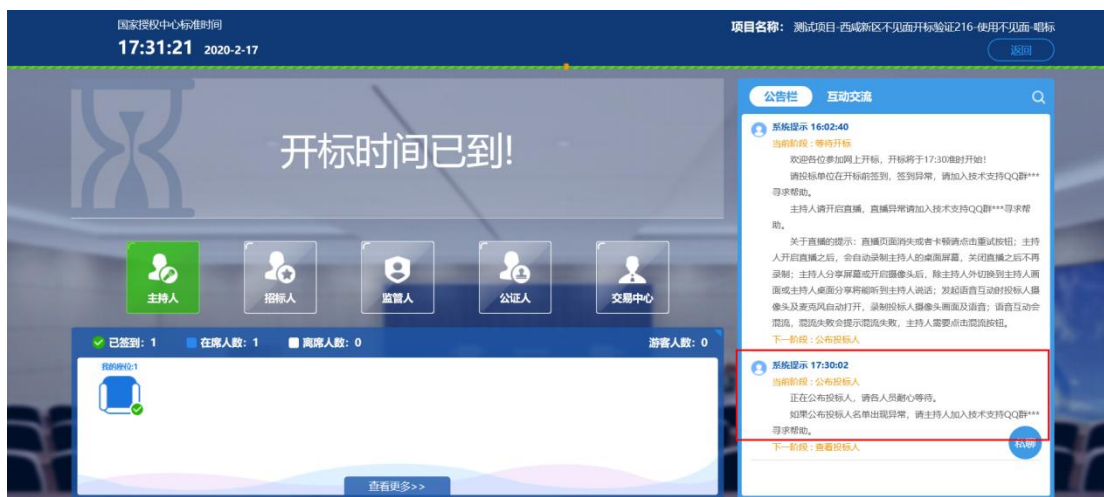 国家授权中心标准时间
17:31:21 2020-2-17
项目名称： 测试项目-西咸新区不见面开标验证216-使用不见面-唱标
返回
开标时间已到!
主持人
招标人
监管人
公证人
交易中心
已签到：1 在席人数：1 离席人数：0 游客人数：0
我的座位:1
查看更多>>
公告栏 互动交流
系统提示 16:02:40
当前阶段：等待开标
欢迎各位参加网上开标，开标将于17:30准时开始!
请投标单位在开标前签到，签到异常，请加入技术支持QQ群***
寻求帮助。
主持人请开启直播，直播异常请加入技术支持QQ群***寻求帮
助。
关于直播的提示：直播页面消失或者卡顿请点击重试按钮；主持
人开启直播之后，会自动录制主持人的桌面屏幕，关闭直播之后不再
录制；主持人分享屏幕或开启摄像头后，除主持人外切换到主持人画
面或主持人桌面分享将能听到主持人说话；发起语音互动时投标人摄
像头及麦克风自动打开，录制投标人摄像头画面及语音；语音互动会
混流，混流失败会提示混流失败，主持人需要点击混流按钮。
下一阶段：公布投标人
系统提示 17:30:02
当前阶段：公布投标人
正在公布投标人，请各人员耐心等待。
如果公布投标人名单出现异常，请主持人加入技术支持QQ群***
寻求帮助。
下一阶段：查看投标人
私聊